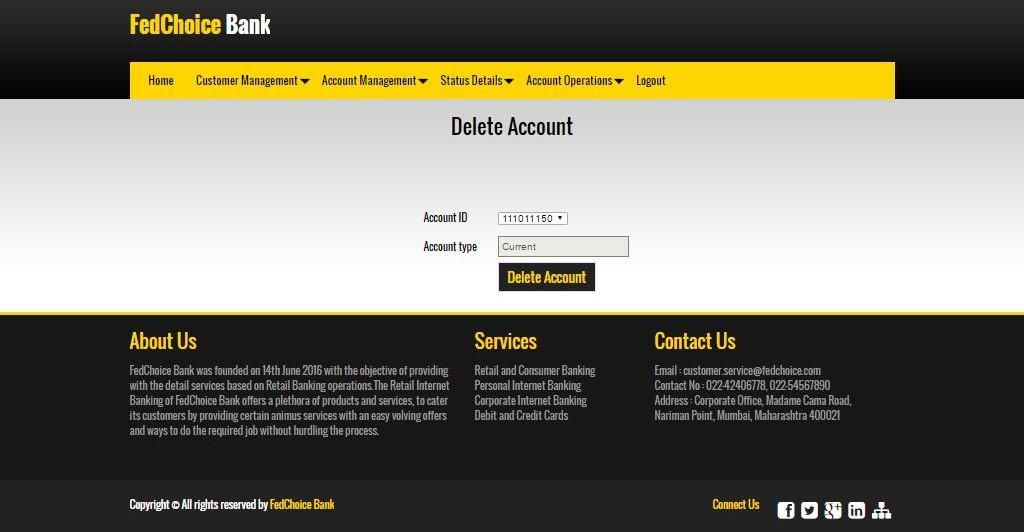 FedChoice Bank
Home Customer Management Account Management Status Details Account Operations Logout
Delete Account
Account ID 111011150
Account type Current
Delete Account
About Us
FedChoice Bank was founded on 14th June 2016 with the objective of providing
with the detail services based on Retail Banking operations.The Retail Internet
Banking of FedChoice Bank offers a plethora of products and services, to cater
its customers by providing certain animus services with an easy volving offers
and ways to do the required job without hurdling the process.
Services
Retail and Consumer Banking
Personal Internet Banking
Corporate Internet Banking
Debit and Credit Cards
Contact Us
Email : customer.service@fedchoice.com
Contact No : 022-42406778, 022-54567890
Address : Corporate Office, Madame Cama Road,
Nariman Point, Mumbai, Maharashtra 400021
Copyright © All rights reserved by FedChoice Bank
Connect Us